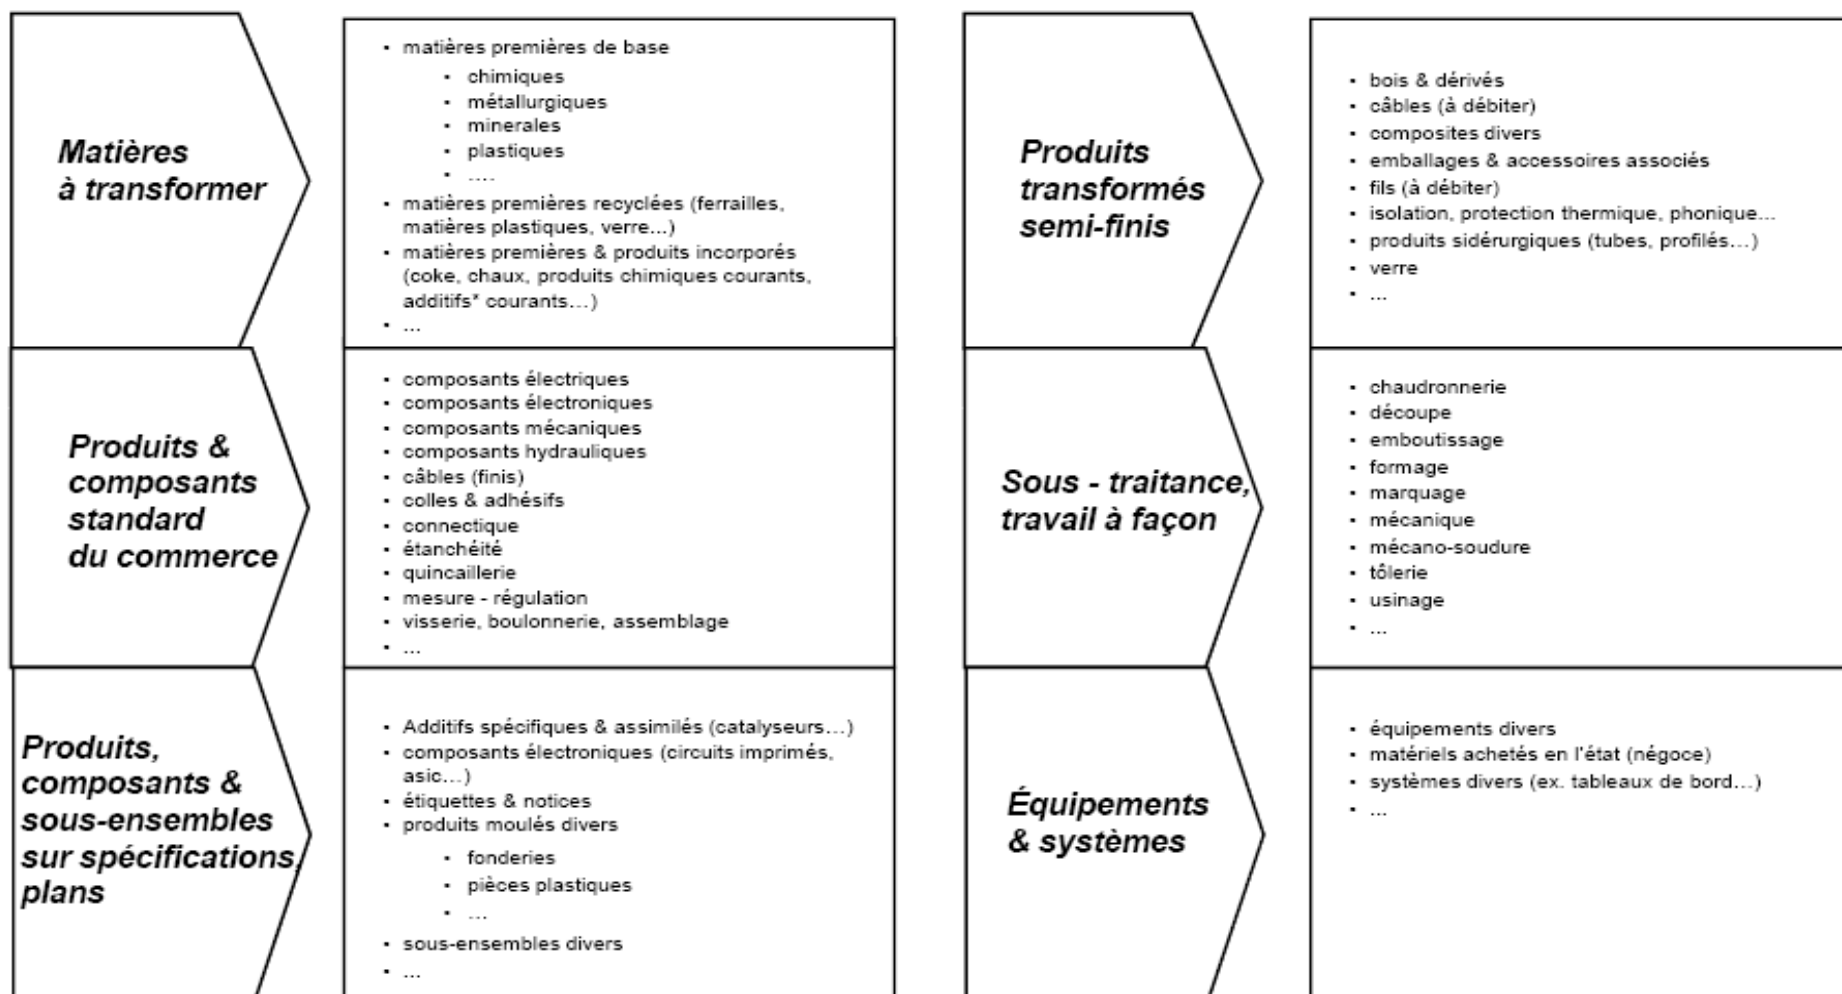 Matières
à transformer
• matières premières de base
• chimiques
• métallurgiques
• minerales
• plastiques
• ....
• matières premières recyclées (ferrailles,
matières plastiques, verre...)
• matières premières & produits incorporés
(coke, chaux, produits chimiques courants,
additifs* courants...)
• ...
Produits
transformés
semi-finis
• bois & dérivés
• câbles (à débiter)
• composites divers
• emballages & accessoires associés
• fils (à débiter)
• isolation, protection thermique, phonique...
• produits sidérurgiques (tubes, profilés...)
• verre
• ...
Produits &
composants
standard
du commerce
• composants électriques
• composants électroniques
• composants mécaniques
• composants hydrauliques
• câbles (finis)
• colles & adhésifs
• connectique
• étanchéité
• quincaillerie
• mesure - régulation
• visserie, boulonnerie, assemblage
• ...
Sous - traitance,
travail à façon
• chaudronnerie
• découpe
• emboutissage
• formage
• marquage
• mécanique
• mécano-soudure
• tôlerie
• usinage
• ...
Produits,
composants &
sous-ensembles
sur spécifications,
plans
• Additifs spécifiques & assimilés (catalyseurs...)
• composants électroniques (circuits imprimés,
asic...)
• étiquettes & notices
• produits moulés divers
• fonderies
• pièces plastiques
• ...
• sous-ensembles divers
• ...
Équipements
& systèmes
• équipements divers
• matériels achetés en l'état (négoce)
• systèmes divers (ex. tableaux de bord...)
• ...